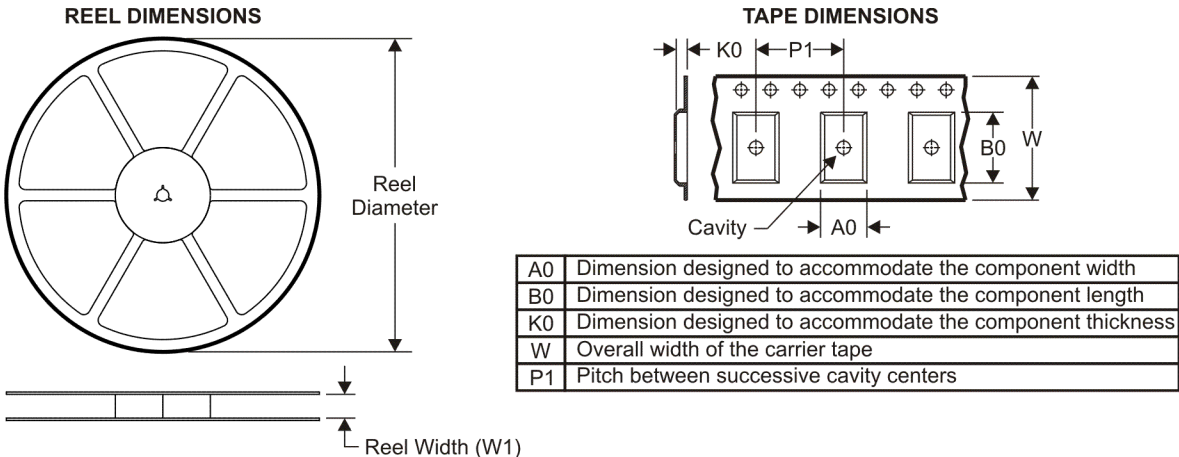 REEL DIMENSIONS
Reel
Diameter
Reel Width (W1)
TAPE DIMENSIONS
K0
P1
B0
W
Cavity
A0
A0 Dimension designed to accommodate the component width
B0 Dimension designed to accommodate the component length
K0 Dimension designed to accommodate the component thickness
W Overall width of the carrier tape
P1 Pitch between successive cavity centers